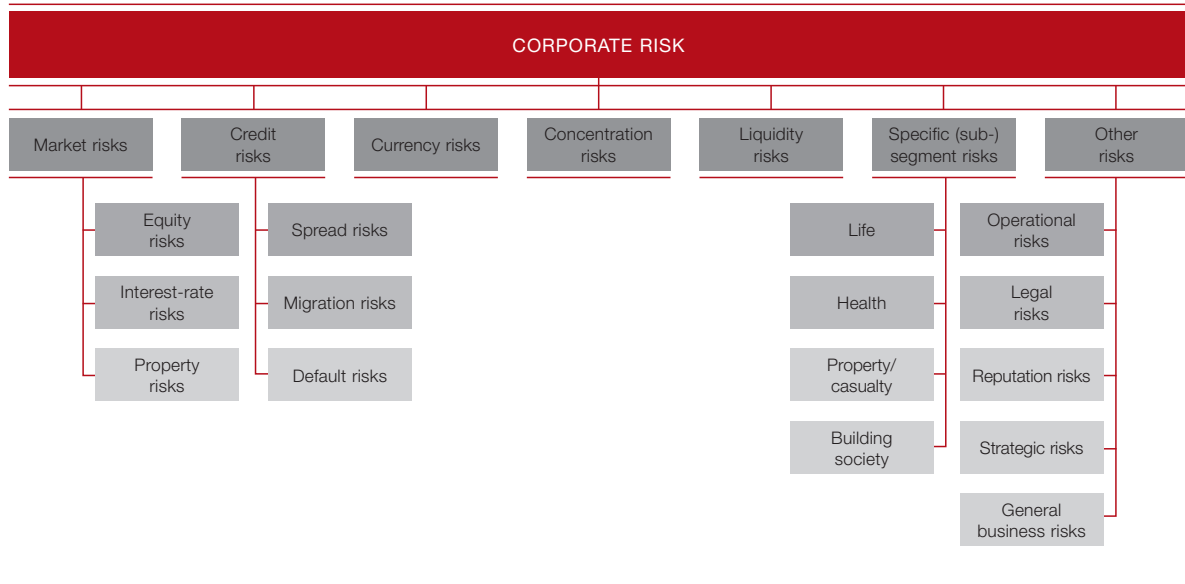 CORPORATE RISK
Market risks
Credit
risks
Currency risks
Concentration
risks
Liquidity
risks
Specific (sub-)
segment risks
Other
risks
Equity
risks
Interest-rate
risks
Property
risks
Spread risks
Migration risks
Default risks
Life
Health
Property/
casualty
Building
society
Operational
risks
Legal
risks
Reputation risks
Strategic risks
General
business risks